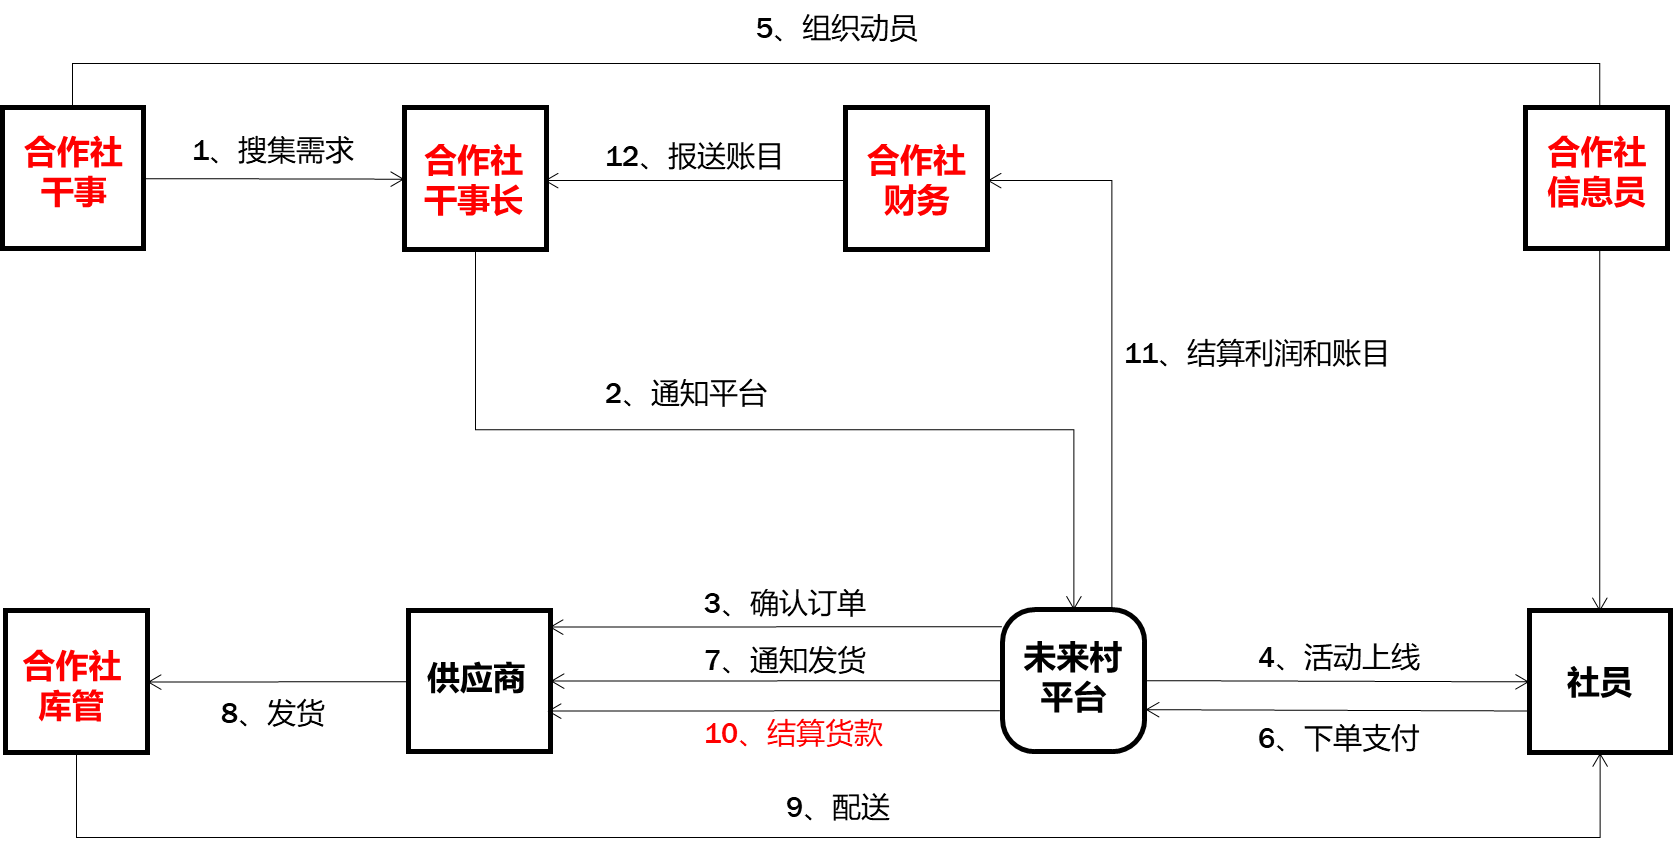 5、组织动员
合作社
干事
1、搜集需求
合作社
干事长
12、报送账目
合作社
财务
合作社
信息员
11、结算利润和账目
2、通知平台
合作社
库管
8、发货
供应商
3、确认订单
7、通知发货
10、结算货款
未来村
平台
4、活动上线
6、下单支付
社员
9、配送